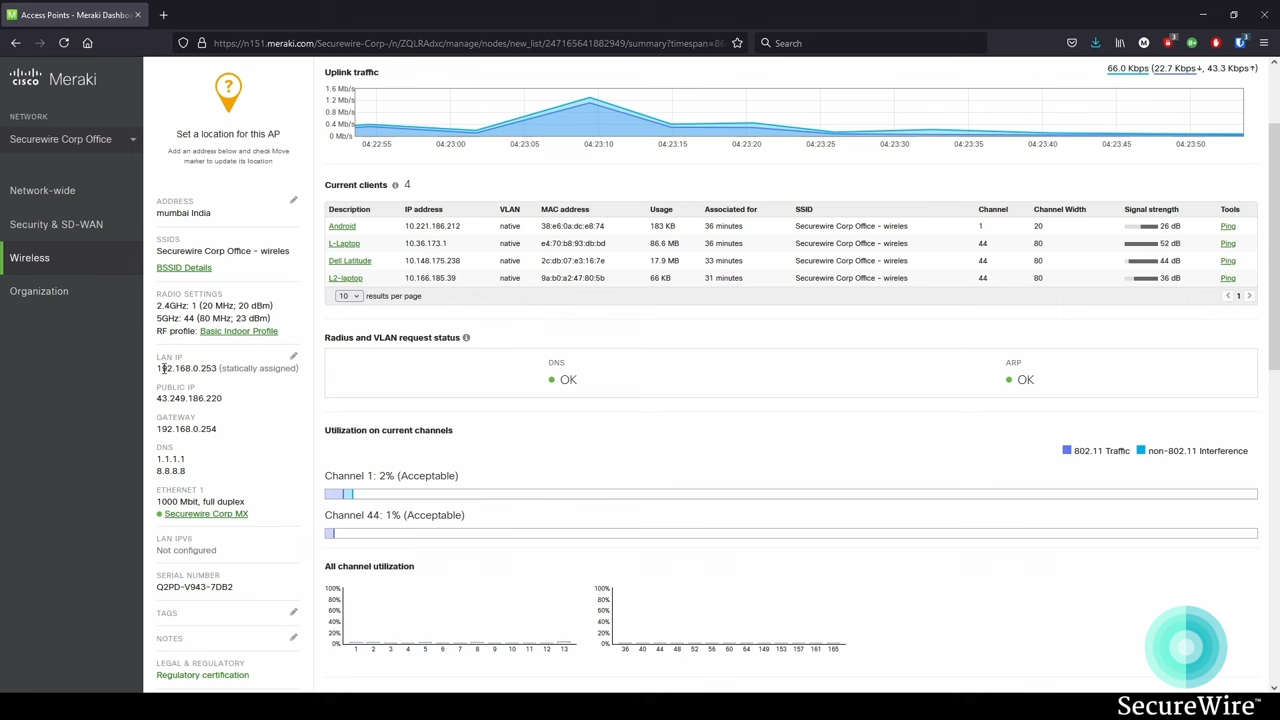 Access Points - Meraki Dashbo
https://n151.meraki.com/Securewire-Corp-/n/ZQLRAdxc/manage/nodes/new_list/247165641882949/summary?timespan=86
Search
CISCO Meraki
NETWORK
Securewire Corp Office
Network-wide
Security & SD-WAN
Wireless
Organization
?
Set a location for this AP
Add an address below and check Move
marker to update its location
ADDRESS
mumbai India
SSIDS
Securewire Corp Office - wireles
BSSID Details
RADIO SETTINGS
2.4GHz: 1 (20 MHz; 20 dBm)
5GHz: 44 (80 MHz; 23 dBm)
RF profile: Basic Indoor Profile
LAN IP
192.168.0.253 (statically assigned)
PUBLIC IP
43.249.186.220
GATEWAY
192.168.0.254
DNS
1.1.1.1
8.8.8.8
ETHERNET 1
1000 Mbit, full duplex
Securewire Corp MX
LAN IPV6
Not configured
SERIAL NUMBER
Q2PD-V943-7DB2
TAGS
NOTES
LEGAL & REGULATORY
Regulatory certification
Uplink traffic
66.0 Kbps (22.7 Kbps↓, 43.3 Kbps↑)
1.6 Mb/s
1.2 Mb/s
0.8 Mb/s
0.4 Mb/s
0 Mb/s
04:22:55 04:23:00 04:23:05 04:23:10 04:23:15 04:23:20 04:23:25 04:23:30 04:23:35 04:23:40 04:23:45 04:23:50
Current clients i 4
Description IP address VLAN MAC address Usage Associated for SSID Channel Channel Width Signal strength Tools
Android 10.221.186.212 native 38:e6:0a:dc:e8:74 183 KB 36 minutes Securewire Corp Office - wireles 1 20 26 dB Ping
L-Laptop 10.36.173.1 native e4:70:b8:93:db:bd 86.6 MB 36 minutes Securewire Corp Office - wireles 44 80 52 dB Ping
Dell Latitude 10.148.175.238 native 2c:db:07:e3:16:7e 17.9 MB 33 minutes Securewire Corp Office - wireles 44 80 44 dB Ping
L2-laptop 10.166.185.39 native 9a:b0:a2:47:80:5b 66 KB 31 minutes Securewire Corp Office - wireles 44 80 36 dB Ping
10 results per page
1
Radius and VLAN request status i
DNS
OK
ARP
OK
Utilization on current channels
802.11 Traffic non-802.11 Interference
Channel 1: 2% (Acceptable)
Channel 44: 1% (Acceptable)
All channel utilization
100%
80%
60%
40%
20%
0%
1 2 3 4 5 6 7 8 9 10 11 12 13
100%
80%
60%
40%
20%
0%
36 40 44 48 52 56 60 64 149 153 157 161 165
SecureWire™